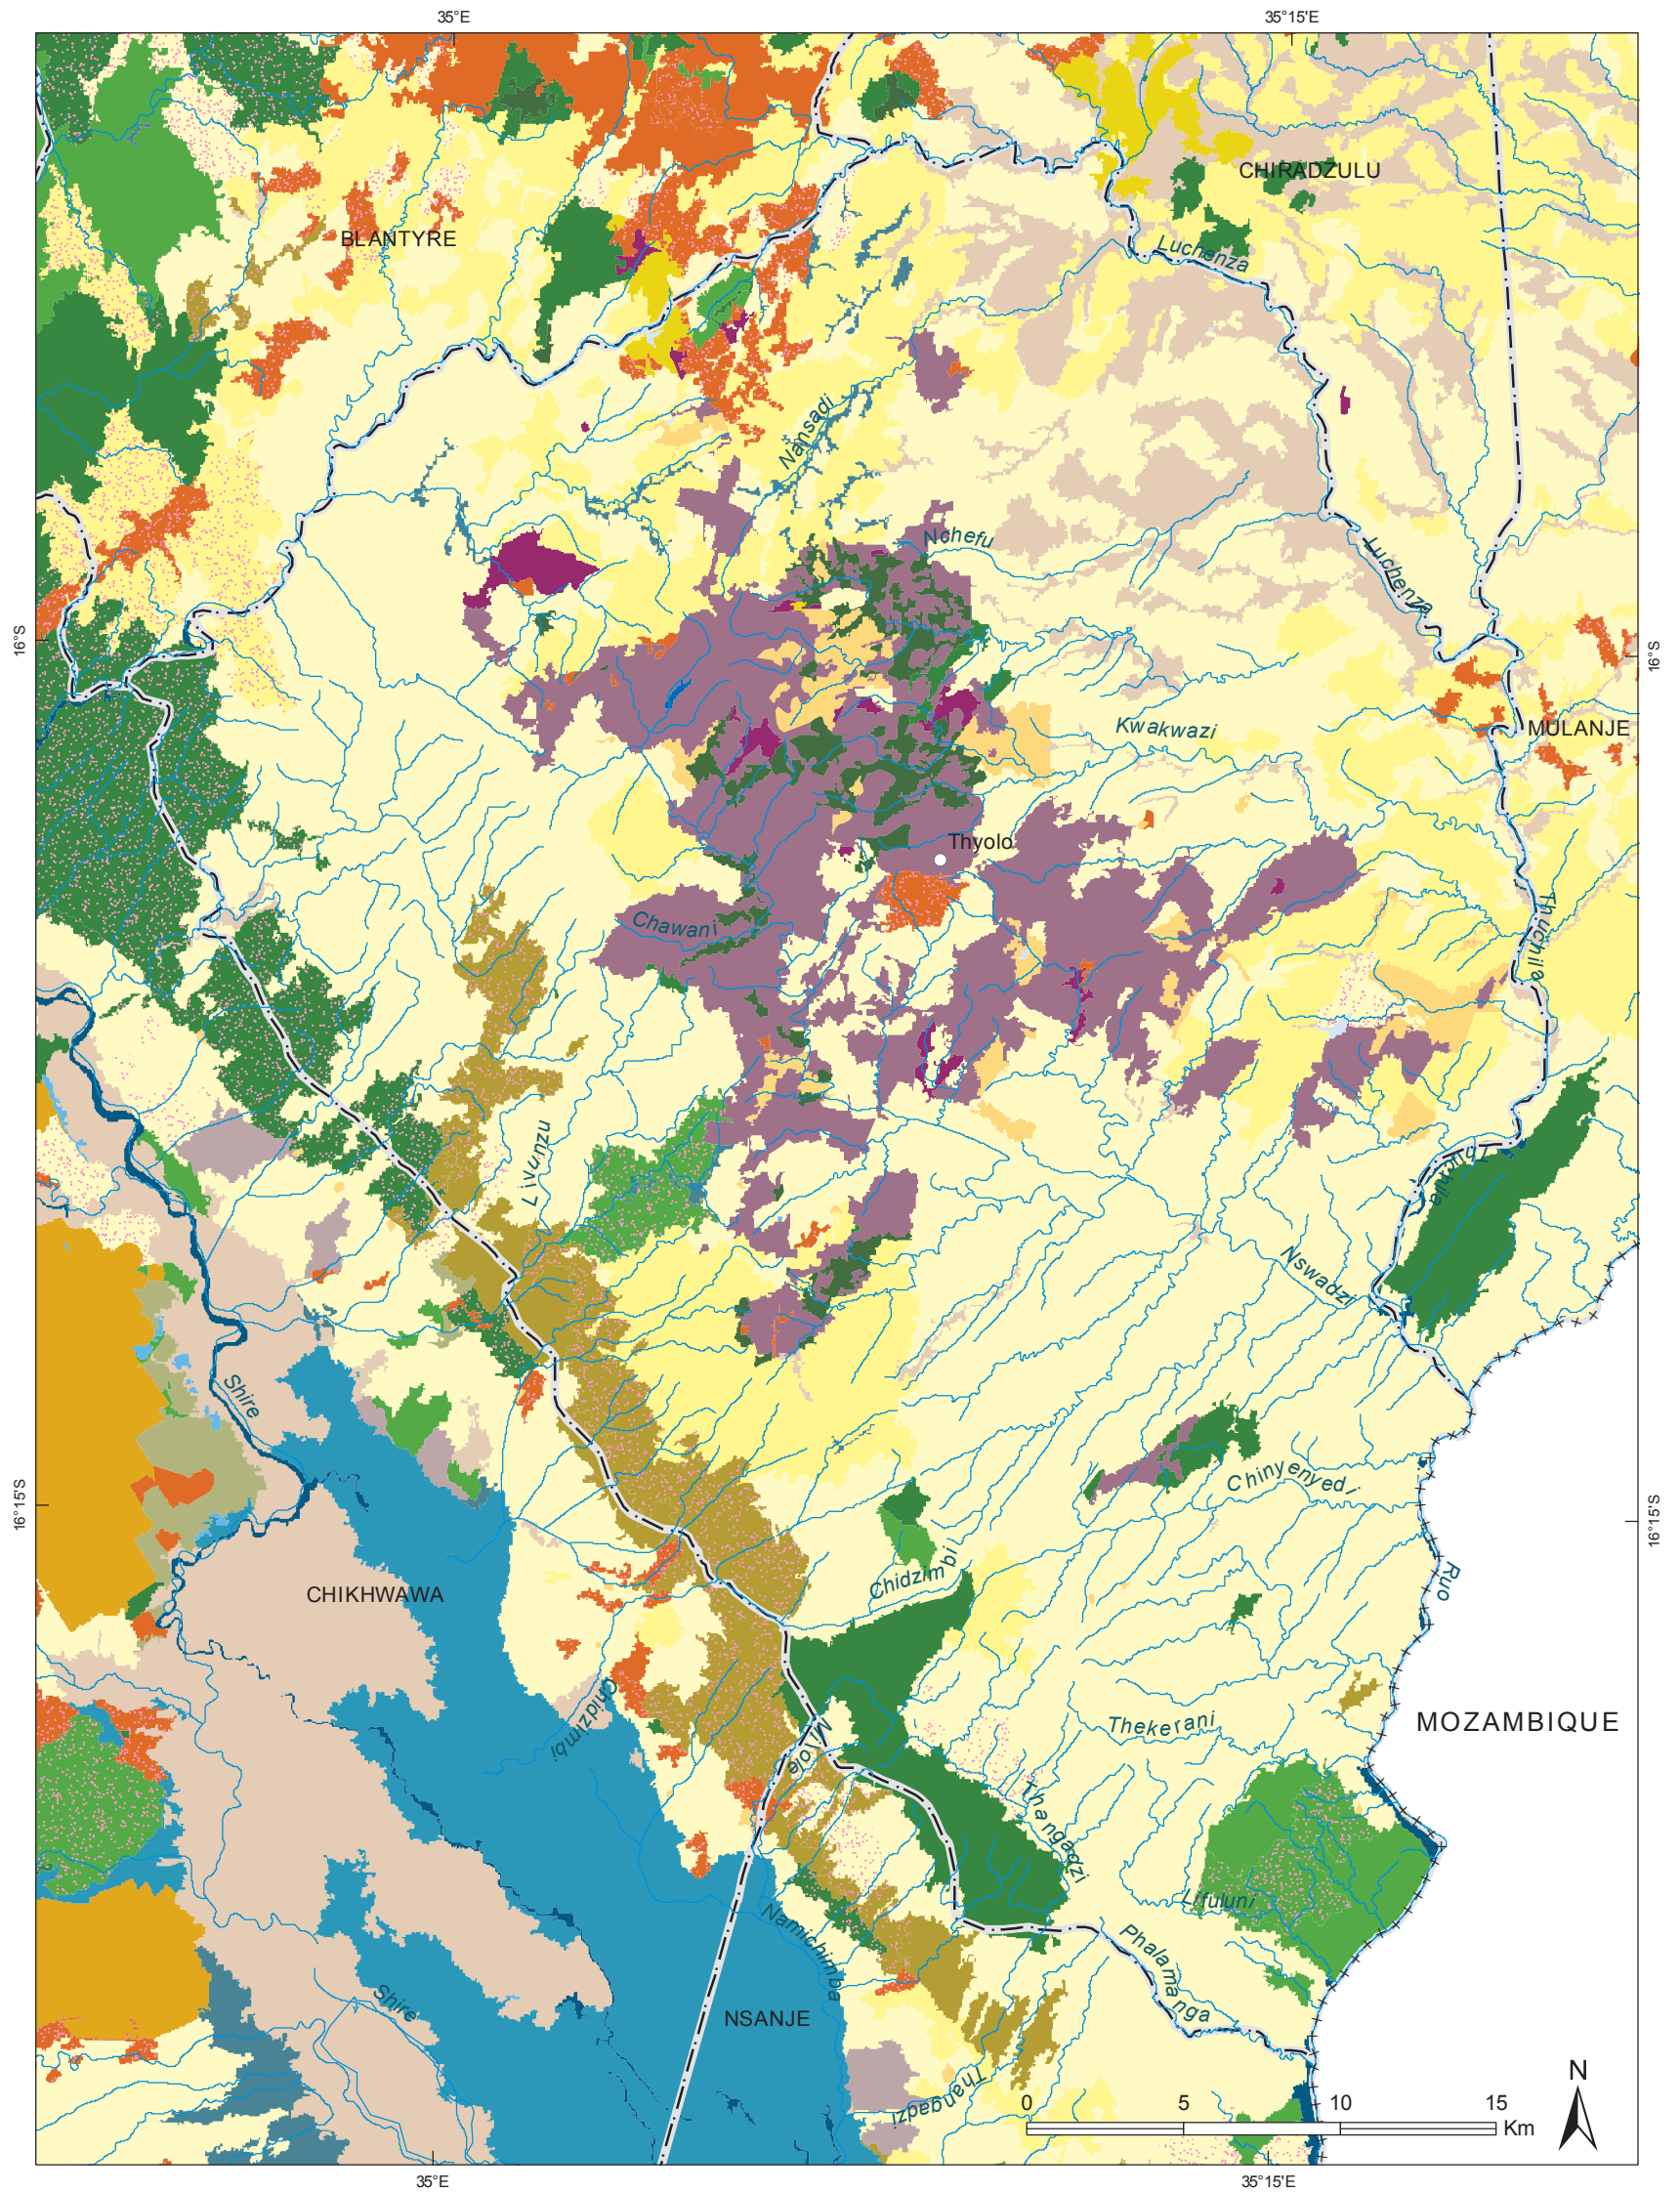 35°E
35°15'E
CHIRADZULU
BLANTYRE
Luchenza
Nansadi
Nchefu
Luchenza
16°S
16°S
Kwakwazi
MULANJE
Thyolo
Chawani
Thuchila
Livunzu
Thuchila
Nswadzi
Shire
Chinyenyedi
16°15'S
16°15'S
Chidzimbi
Ruo
CHIKHWAWA
Chidzimbi
Thekerani
MOZAMBIQUE
Mitole
Thangadzi
Lifuluni
Namichimba
Phalamanga
Shire
NSANJE
Thangadzi
N
0 5 10 15
Km
35°E
35°15'E